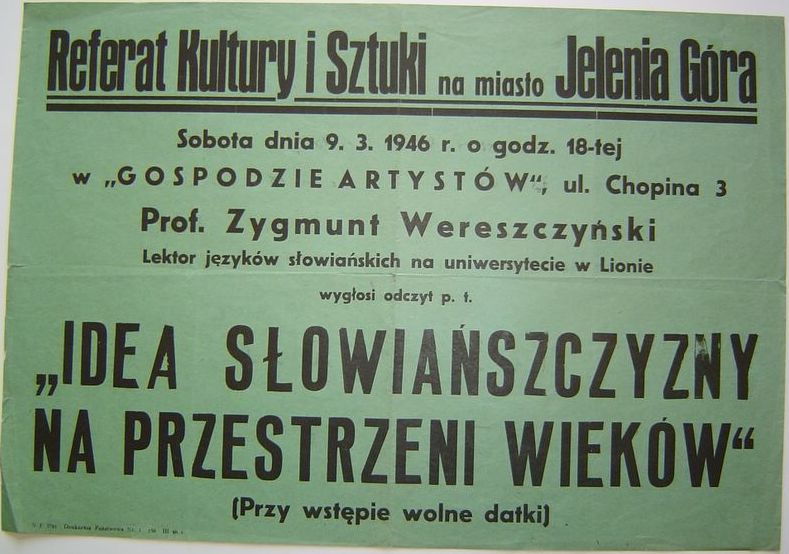 Referat Kultury i Sztuki na miasto Jelenia Góra
Sobota dnia 9. 3. 1946 r. o godz. 18-tej
w „GOSPODZIE ARTYSTÓW“, ul. Chopina 3
Prof. Zygmunt Wereszczyński
Lektor języków słowiańskich na uniwersytecie w Lionie
wygłosi odczyt p. t.
„IDEA SŁOWIAŃSZCZYZNY
NA PRZESTRZENI WIEKÓW“
(Przy wstępie wolne datki)
Drukarnia Państwowa